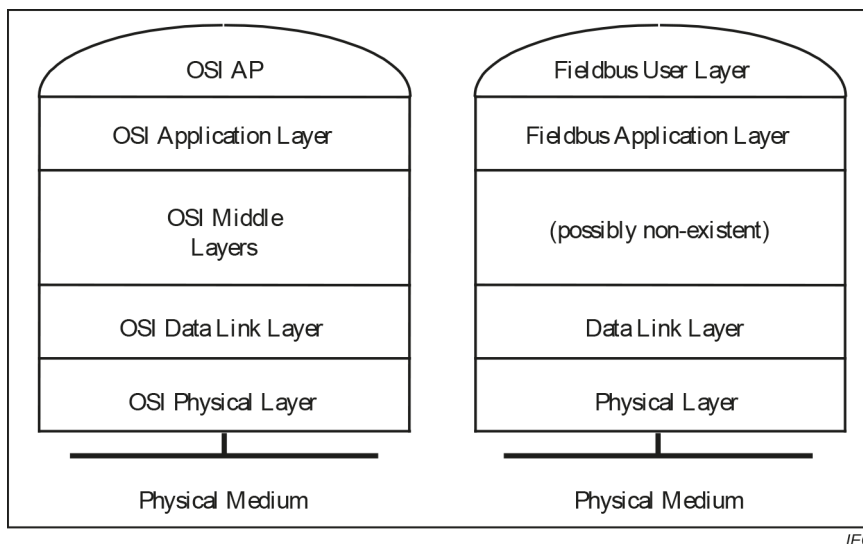 OSI AP
OSI Application Layer
OSI Middle
Layers
OSI Data Link Layer
OSI Physical Layer
Physical Medium
Fieldbus User Layer
Fieldbus Application Layer
(possibly non-existent)
Data Link Layer
Physical Layer
Physical Medium